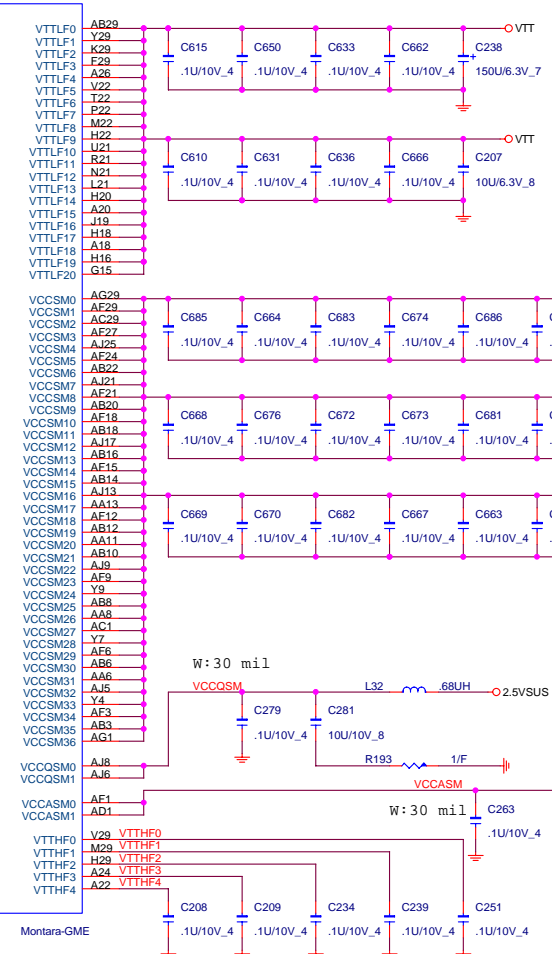 VTTLF0 AB29
VTTLF1 Y29
VTTLF2 K29
VTTLF3 F29
VTTLF4 A26
VTTLF5 V22
VTTLF6 T22
VTTLF7 P22
VTTLF8 M22
VTTLF9 H22
VTTLF10 U21
VTTLF11 R21
VTTLF12 N21
VTTLF13 L21
VTTLF14 H20
VTTLF15 A20
VTTLF16 J19
VTTLF17 H18
VTTLF18 A18
VTTLF19 H16
VTTLF20 G15
VTT
C615 C650 C633 C662 C238
.1U/10V_4 .1U/10V_4 .1U/10V_4 .1U/10V_4 + 150U/6.3V_7
VTT
C610 C631 C636 C666 C207
.1U/10V_4 .1U/10V_4 .1U/10V_4 .1U/10V_4 10U/6.3V_8
VCCSM0 AG29
VCCSM1 AF29
VCCSM2 AC29
VCCSM3 AF27
VCCSM4 AJ25
VCCSM5 AF24
VCCSM6 AB22
VCCSM7 AJ21
VCCSM8 AF21
VCCSM9 AB20
VCCSM10 AF18
VCCSM11 AB18
VCCSM12 AJ17
VCCSM13 AB16
VCCSM14 AF15
VCCSM15 AB14
VCCSM16 AJ13
VCCSM17 AA13
VCCSM18 AF12
VCCSM19 AB12
VCCSM20 AA11
VCCSM21 AB10
VCCSM22 AJ9
VCCSM23 AF9
VCCSM24 Y9
VCCSM25 AB8
VCCSM26 AA8
VCCSM27 AC1
VCCSM28 Y7
VCCSM29 AF6
VCCSM30 AB6
VCCSM31 AA6
VCCSM32 AJ5
VCCSM33 Y4
VCCSM34 AF3
VCCSM35 AB3
VCCSM36 AG1
C685 C664 C683 C674 C686
.1U/10V_4 .1U/10V_4 .1U/10V_4 .1U/10V_4 .1U/10V_4
C668 C676 C672 C673 C681
.1U/10V_4 .1U/10V_4 .1U/10V_4 .1U/10V_4 .1U/10V_4
C669 C670 C682 C667 C663
.1U/10V_4 .1U/10V_4 .1U/10V_4 .1U/10V_4 .1U/10V_4
W:30 mil
VCCQSM L32 .68UH 2.5VSUS
C279 C281
.1U/10V_4 10U/10V_8
R193 1/F
VCCQSM0 AJ8
VCCQSM1 AJ6
VCCASM
W:30 mil C263
.1U/10V_4
VCCASM0 AF1
VCCASM1 AD1
VTTHF0 V29 VTTHF0
VTTHF1 M29 VTTHF1
VTTHF2 H29 VTTHF2
VTTHF3 A24 VTTHF3
VTTHF4 A22 VTTHF4
C208 C209 C234 C239 C251
.1U/10V_4 .1U/10V_4 .1U/10V_4 .1U/10V_4 .1U/10V_4
Montara-GME